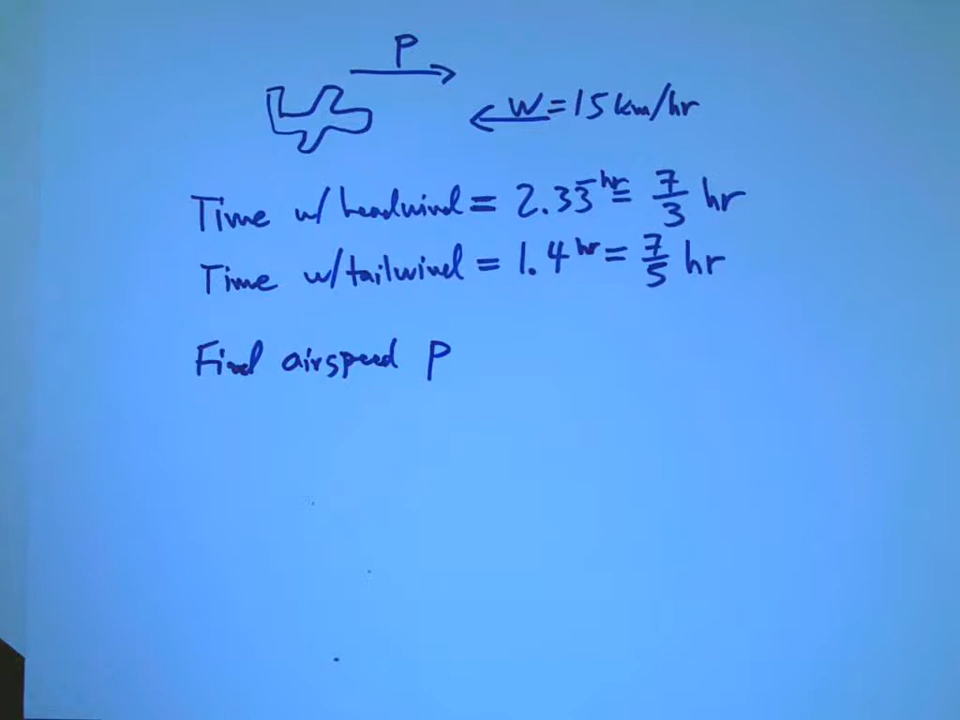 P
W=15 km/hr
Time w/ headwind = 2.33̅ hr = 7/3 hr
Time w/tailwind = 1.4 hr = 7/5 hr
Find airspeed P